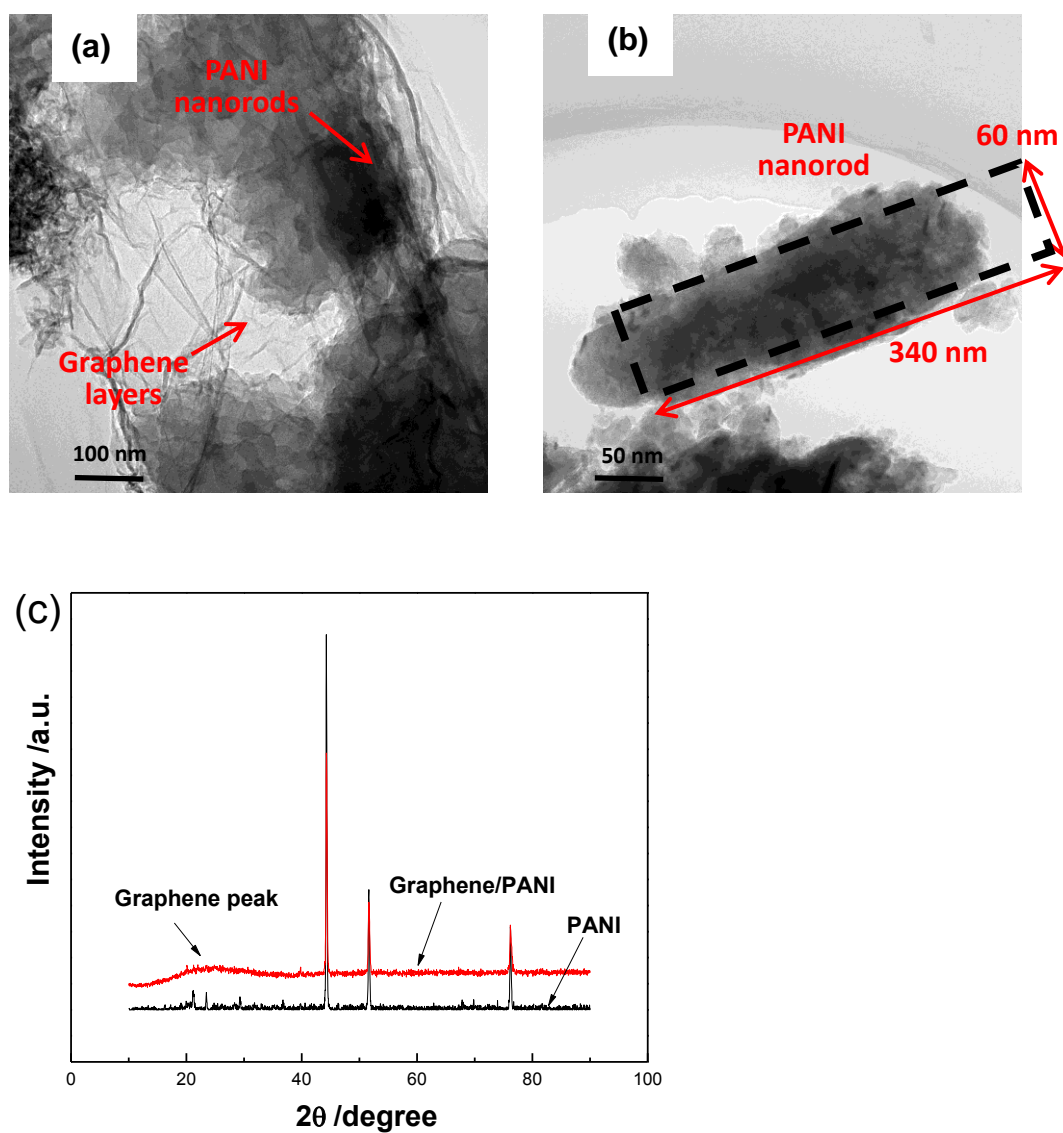 (a)
PANI
nanorods
Graphene
layers
100 nm
(b)
PANI
nanorod
60 nm
340 nm
50 nm
(c)
Intensity /a.u.
Graphene peak
Graphene/PANI
PANI
0
20
40
60
80
100
2θ /degree